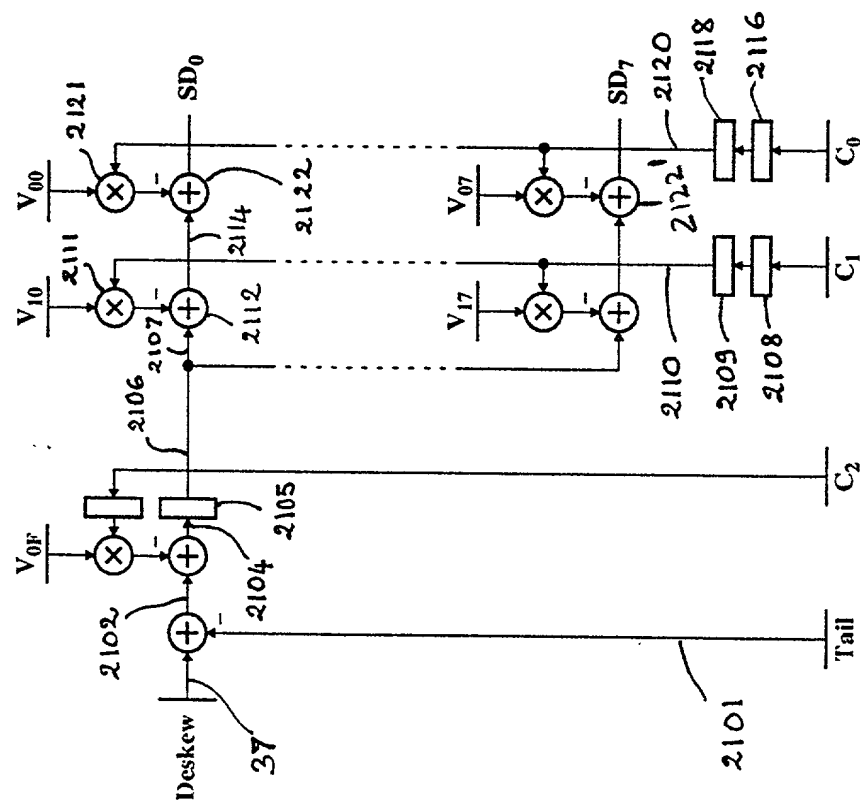 V₀₀
2121
SD₀
V₁₀
2111
2114
2122
2107
2112
2106
V₀F
2102
2104
2105
Deskew
37
V₀₇
SD₇
2122'
2120
V₁₇
2110
2118
2116
2109
2108
2101
Tail
C₂
C₁
C₀